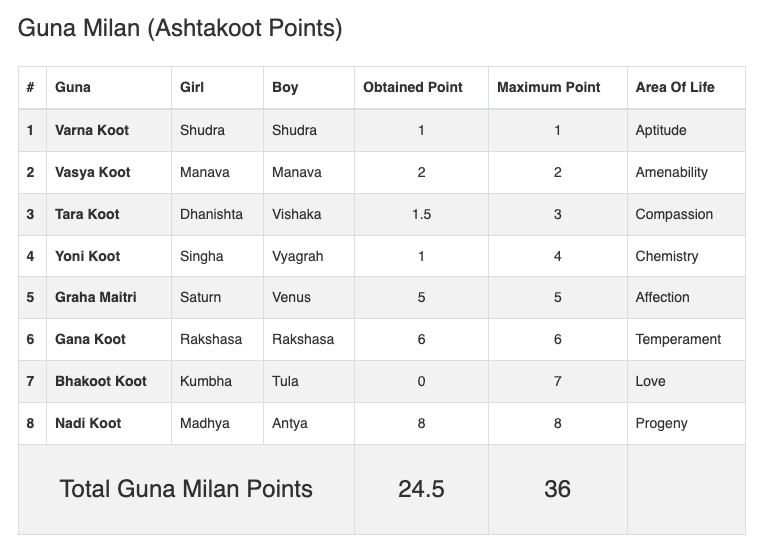 Guna Milan (Ashtakoot Points)
# Guna Girl Boy Obtained Point Maximum Point Area Of Life
1 Varna Koot Shudra Shudra 1 1 Aptitude
2 Vasya Koot Manava Manava 2 2 Amenability
3 Tara Koot Dhanishta Vishaka 1.5 3 Compassion
4 Yoni Koot Singha Vyagrah 1 4 Chemistry
5 Graha Maitri Saturn Venus 5 5 Affection
6 Gana Koot Rakshasa Rakshasa 6 6 Temperament
7 Bhakoot Koot Kumbha Tula 0 7 Love
8 Nadi Koot Madhya Antya 8 8 Progeny
Total Guna Milan Points 24.5 36